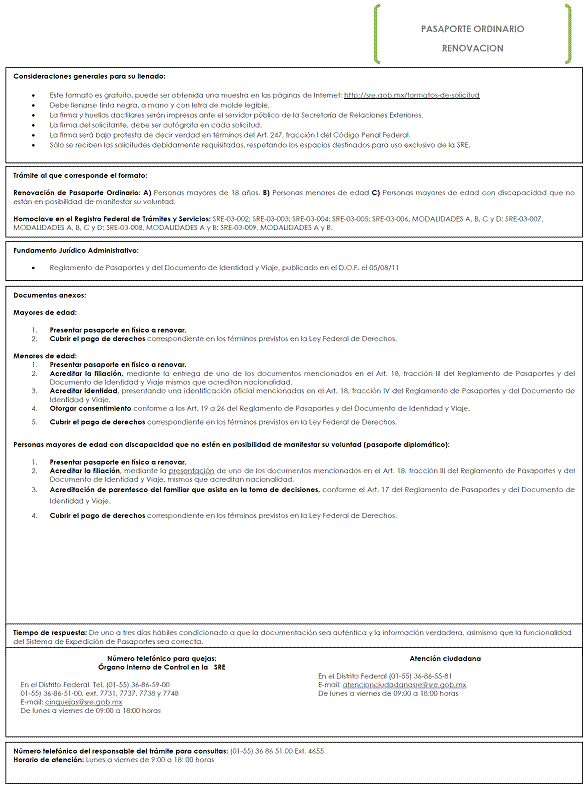 PASAPORTE ORDINARIO
RENOVACION
Consideraciones generales para su llenado:
• Este formato es gratuito, puede ser obtenida una muestra en las páginas de Internet: http://sre.gob.mx/formatos-de-solicitud
• Debe llenarse tinta negra, a mano y con letra de molde legible.
• La firma y huellas dactilares serán impresas ante el servidor público de la Secretaría de Relaciones Exteriores.
• La firma del solicitante, debe ser autógrafa en cada solicitud.
• La firma será bajo protesta de decir verdad en términos del Art. 247, fracción I del Código Penal Federal.
• Sólo se reciben las solicitudes debidamente requisitadas, respetando los espacios destinados para uso exclusivo de la SRE.
Trámite al que corresponde el formato:
Renovación de Pasaporte Ordinario: A) Personas mayores de 18 años. B) Personas menores de edad C) Personas mayores de edad con discapacidad que no
están en posibilidad de manifestar su voluntad.
Homoclave en el Registro Federal de Trámites y Servicios: SRE-03-002; SRE-03-003; SRE-03-004; SRE-03-005; SRE-03-006, MODALIDADES A, B, C y D; SRE-03-007,
MODALIDADES A, B, C y D; SRE-03-008, MODALIDADES A y B; SRE-03-009, MODALIDADES A y B.
Fundamento Jurídico Administrativo:
• Reglamento de Pasaportes y del Documento de Identidad y Viaje, publicado en el D.O.F. el 05/08/11
Documentos anexos:
Mayores de edad:
1. Presentar pasaporte en físico a renovar.
2. Cubrir el pago de derechos correspondiente en los términos previstos en la Ley Federal de Derechos.
Menores de edad:
1. Presentar pasaporte en físico a renovar.
2. Acreditar la filiación, mediante la entrega de uno de los documentos mencionados en el Art. 18, fracción III del Reglamento de Pasaportes y del
Documento de Identidad y Viaje mismos que acreditan nacionalidad.
3. Acreditar identidad, presentando una identificación oficial mencionadas en el Art. 18, fracción IV del Reglamento de Pasaportes y del Documento de
Identidad y Viaje.
4. Otorgar consentimiento conforme a los Art. 19 a 26 del Reglamento de Pasaportes y del Documento de Identidad y Viaje.
5. Cubrir el pago de derechos correspondiente en los términos previstos en la Ley Federal de Derechos.
Personas mayores de edad con discapacidad que no estén en posibilidad de manifestar su voluntad (pasaporte diplomático):
1. Presentar pasaporte en físico a renovar.
2. Acreditar la filiación, mediante la presentación de uno de los documentos mencionados en el Art. 18, fracción III del Reglamento de Pasaportes y del
Documento de Identidad y Viaje, mismos que acreditan nacionalidad.
3. Acreditación de parentesco del familiar que asista en la toma de decisiones, conforme el Art. 17 del Reglamento de Pasaportes y del Documento de
Identidad y Viaje.
4. Cubrir el pago de derechos correspondiente en los términos previstos en la Ley Federal de Derechos.
Tiempo de respuesta: De uno a tres días hábiles condicionado a que la documentación sea auténtica y la información verdadera, asimismo que la funcionalidad
del Sistema de Expedición de Pasaportes sea correcta.
Número telefónico para quejas:
Órgano Interno de Control en la SRE
En el Distrito Federal Tel. (01-55) 36-86-59-00
01-55) 36-86-51-00, ext. 7731, 7737, 7738 y 7748
E-mail: cinquejas@sre.gob.mx
De lunes a viernes de 09:00 a 18:00 horas
Atención ciudadana
En el Distrito Federal (01-55) 36-86-55-81
E-mail: atencionciudadanasre@sre.gob.mx
De lunes a viernes de 09:00 a 18:00 horas
Número telefónico del responsable del trámite para consultas: (01-55) 36 86 51 00 Ext. 4655
Horario de atención: Lunes a viernes de 9:00 a 18: 00 horas